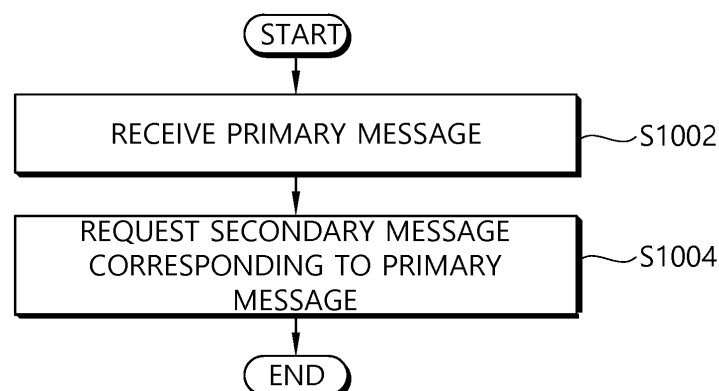 START
RECEIVE PRIMARY MESSAGE
S1002
REQUEST SECONDARY MESSAGE
CORRESPONDING TO PRIMARY
MESSAGE
S1004
END